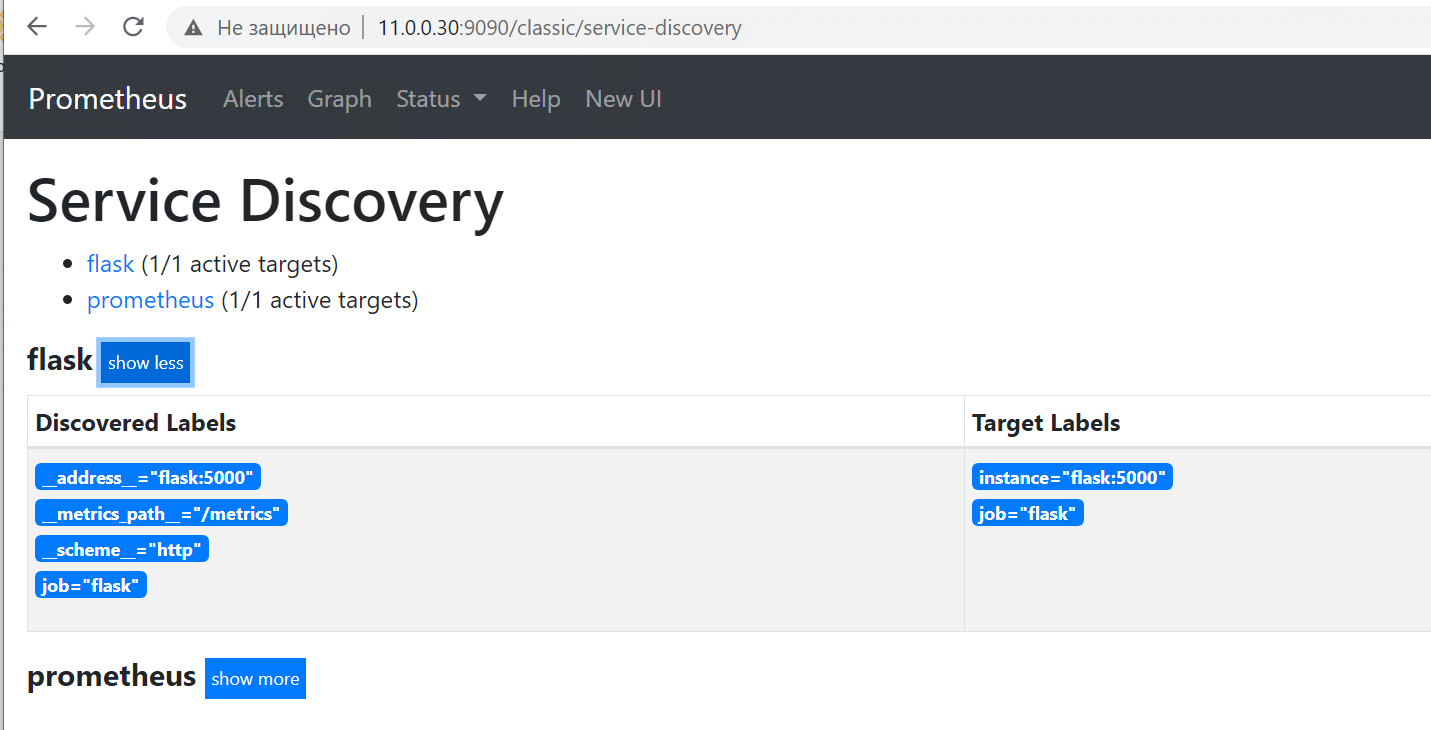 Не защищено 11.0.0.30:9090/classic/service-discovery
Prometheus Alerts Graph Status Help New UI
Service Discovery
flask (1/1 active targets)
prometheus (1/1 active targets)
flask show less
Discovered Labels Target Labels
__address__="flask:5000" instance="flask:5000"
__metrics_path__="/metrics" job="flask"
__scheme__="http"
job="flask"
prometheus show more